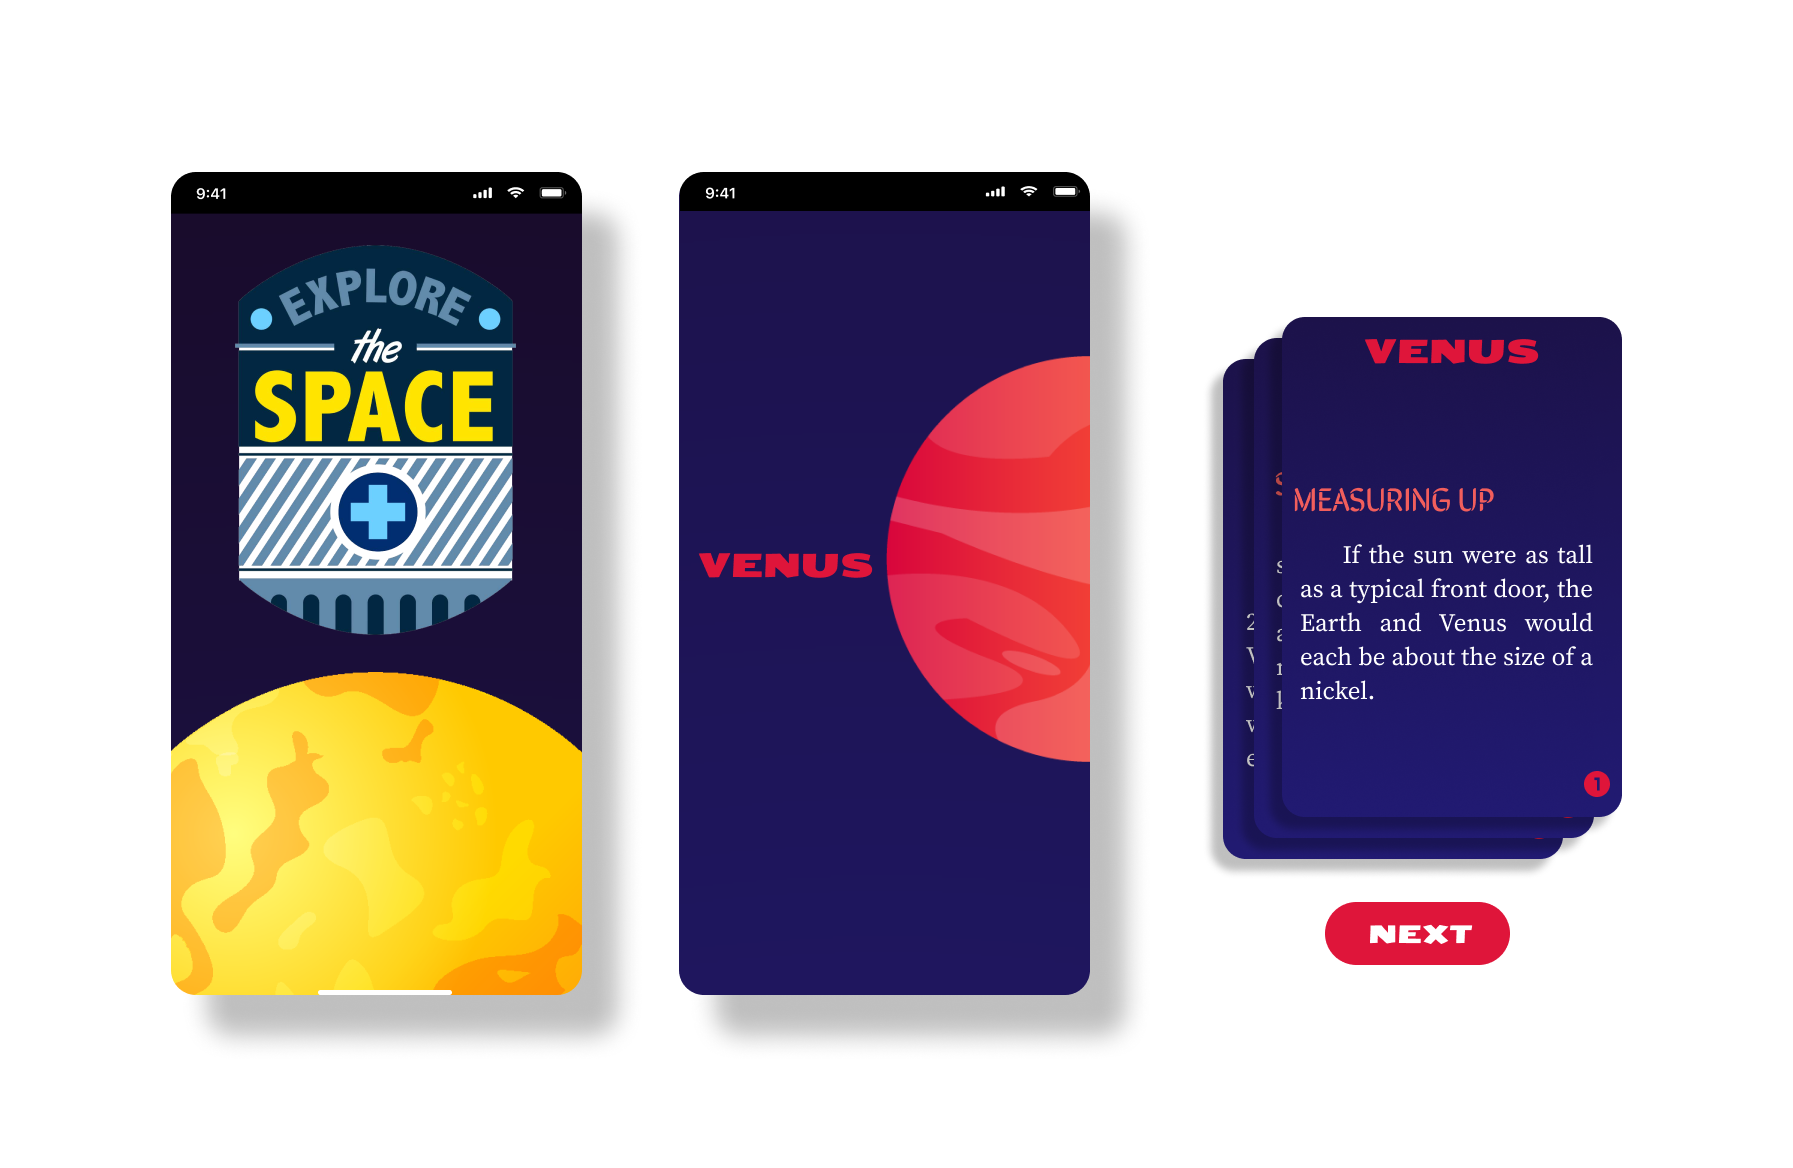 9:41
EXPLORE
the
SPACE
9:41
VENUS
VENUS
MEASURING UP
If the sun were as tall
as a typical front door, the
Earth and Venus would
each be about the size of a
nickel.
1
NEXT